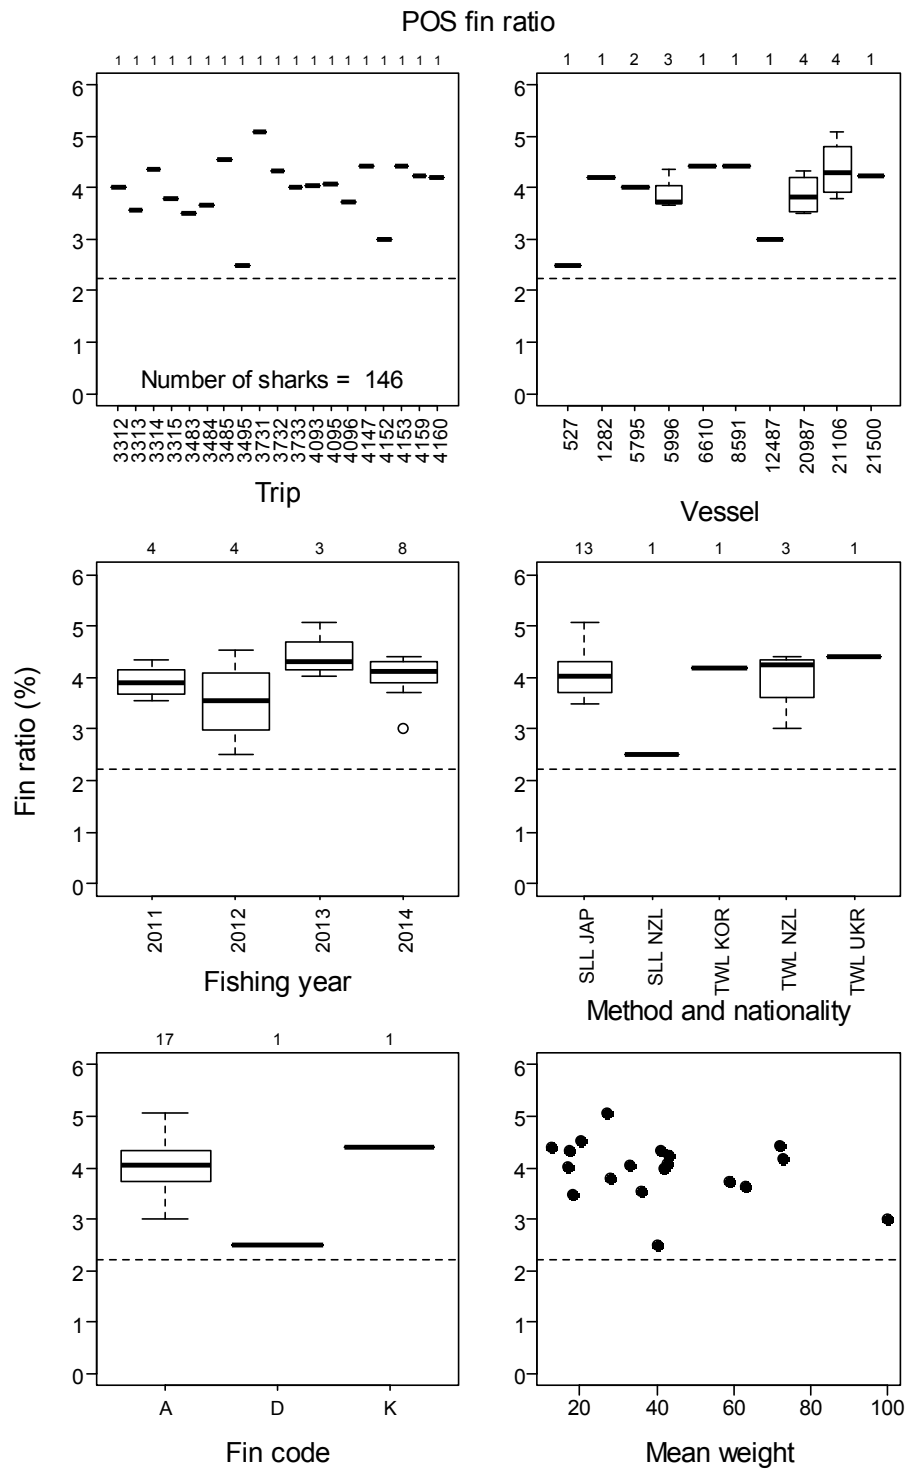 POS fin ratio
1 1 1 1 1 1 1 1 1 1 1 1 1 1 1 1 1 1 1
6
5
4
3
2
1
0
Number of sharks = 146
3312 3313 3314 3315 3483 3484 3485 3495 3731 3732 3733 4093 4095 4096 4147 4152 4153 4159 4160
Trip
1 1 2 3 1 1 1 4 4 1
6
5
4
3
2
1
0
527 1282 5795 5996 6610 8591 12487 20987 21106 21500
Vessel
Fin ratio (%)
4 4 3 8
6
5
4
3
2
1
0
2011 2012 2013 2014
Fishing year
13 1 1 3 1
6
5
4
3
2
1
0
SLL JAP SLL NZL TWL KOR TWL NZL TWL UKR
Method and nationality
17 1 1
6
5
4
3
2
1
0
A D K
Fin code
6
5
4
3
2
1
0
20 40 60 80 100
Mean weight